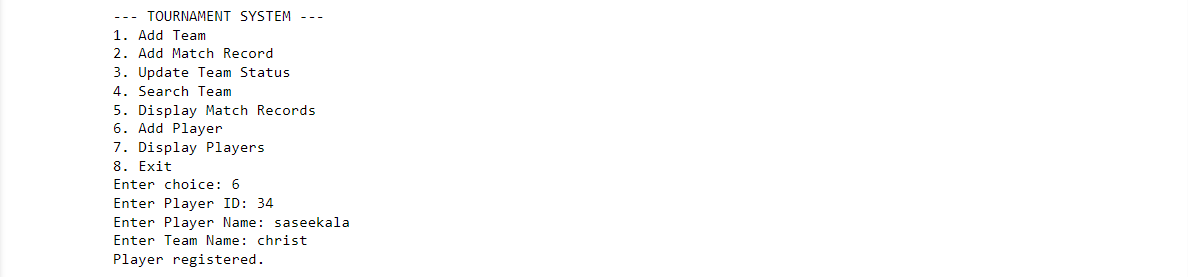 --- TOURNAMENT SYSTEM ---
1. Add Team
2. Add Match Record
3. Update Team Status
4. Search Team
5. Display Match Records
6. Add Player
7. Display Players
8. Exit
Enter choice: 6
Enter Player ID: 34
Enter Player Name: saseekala
Enter Team Name: christ
Player registered.